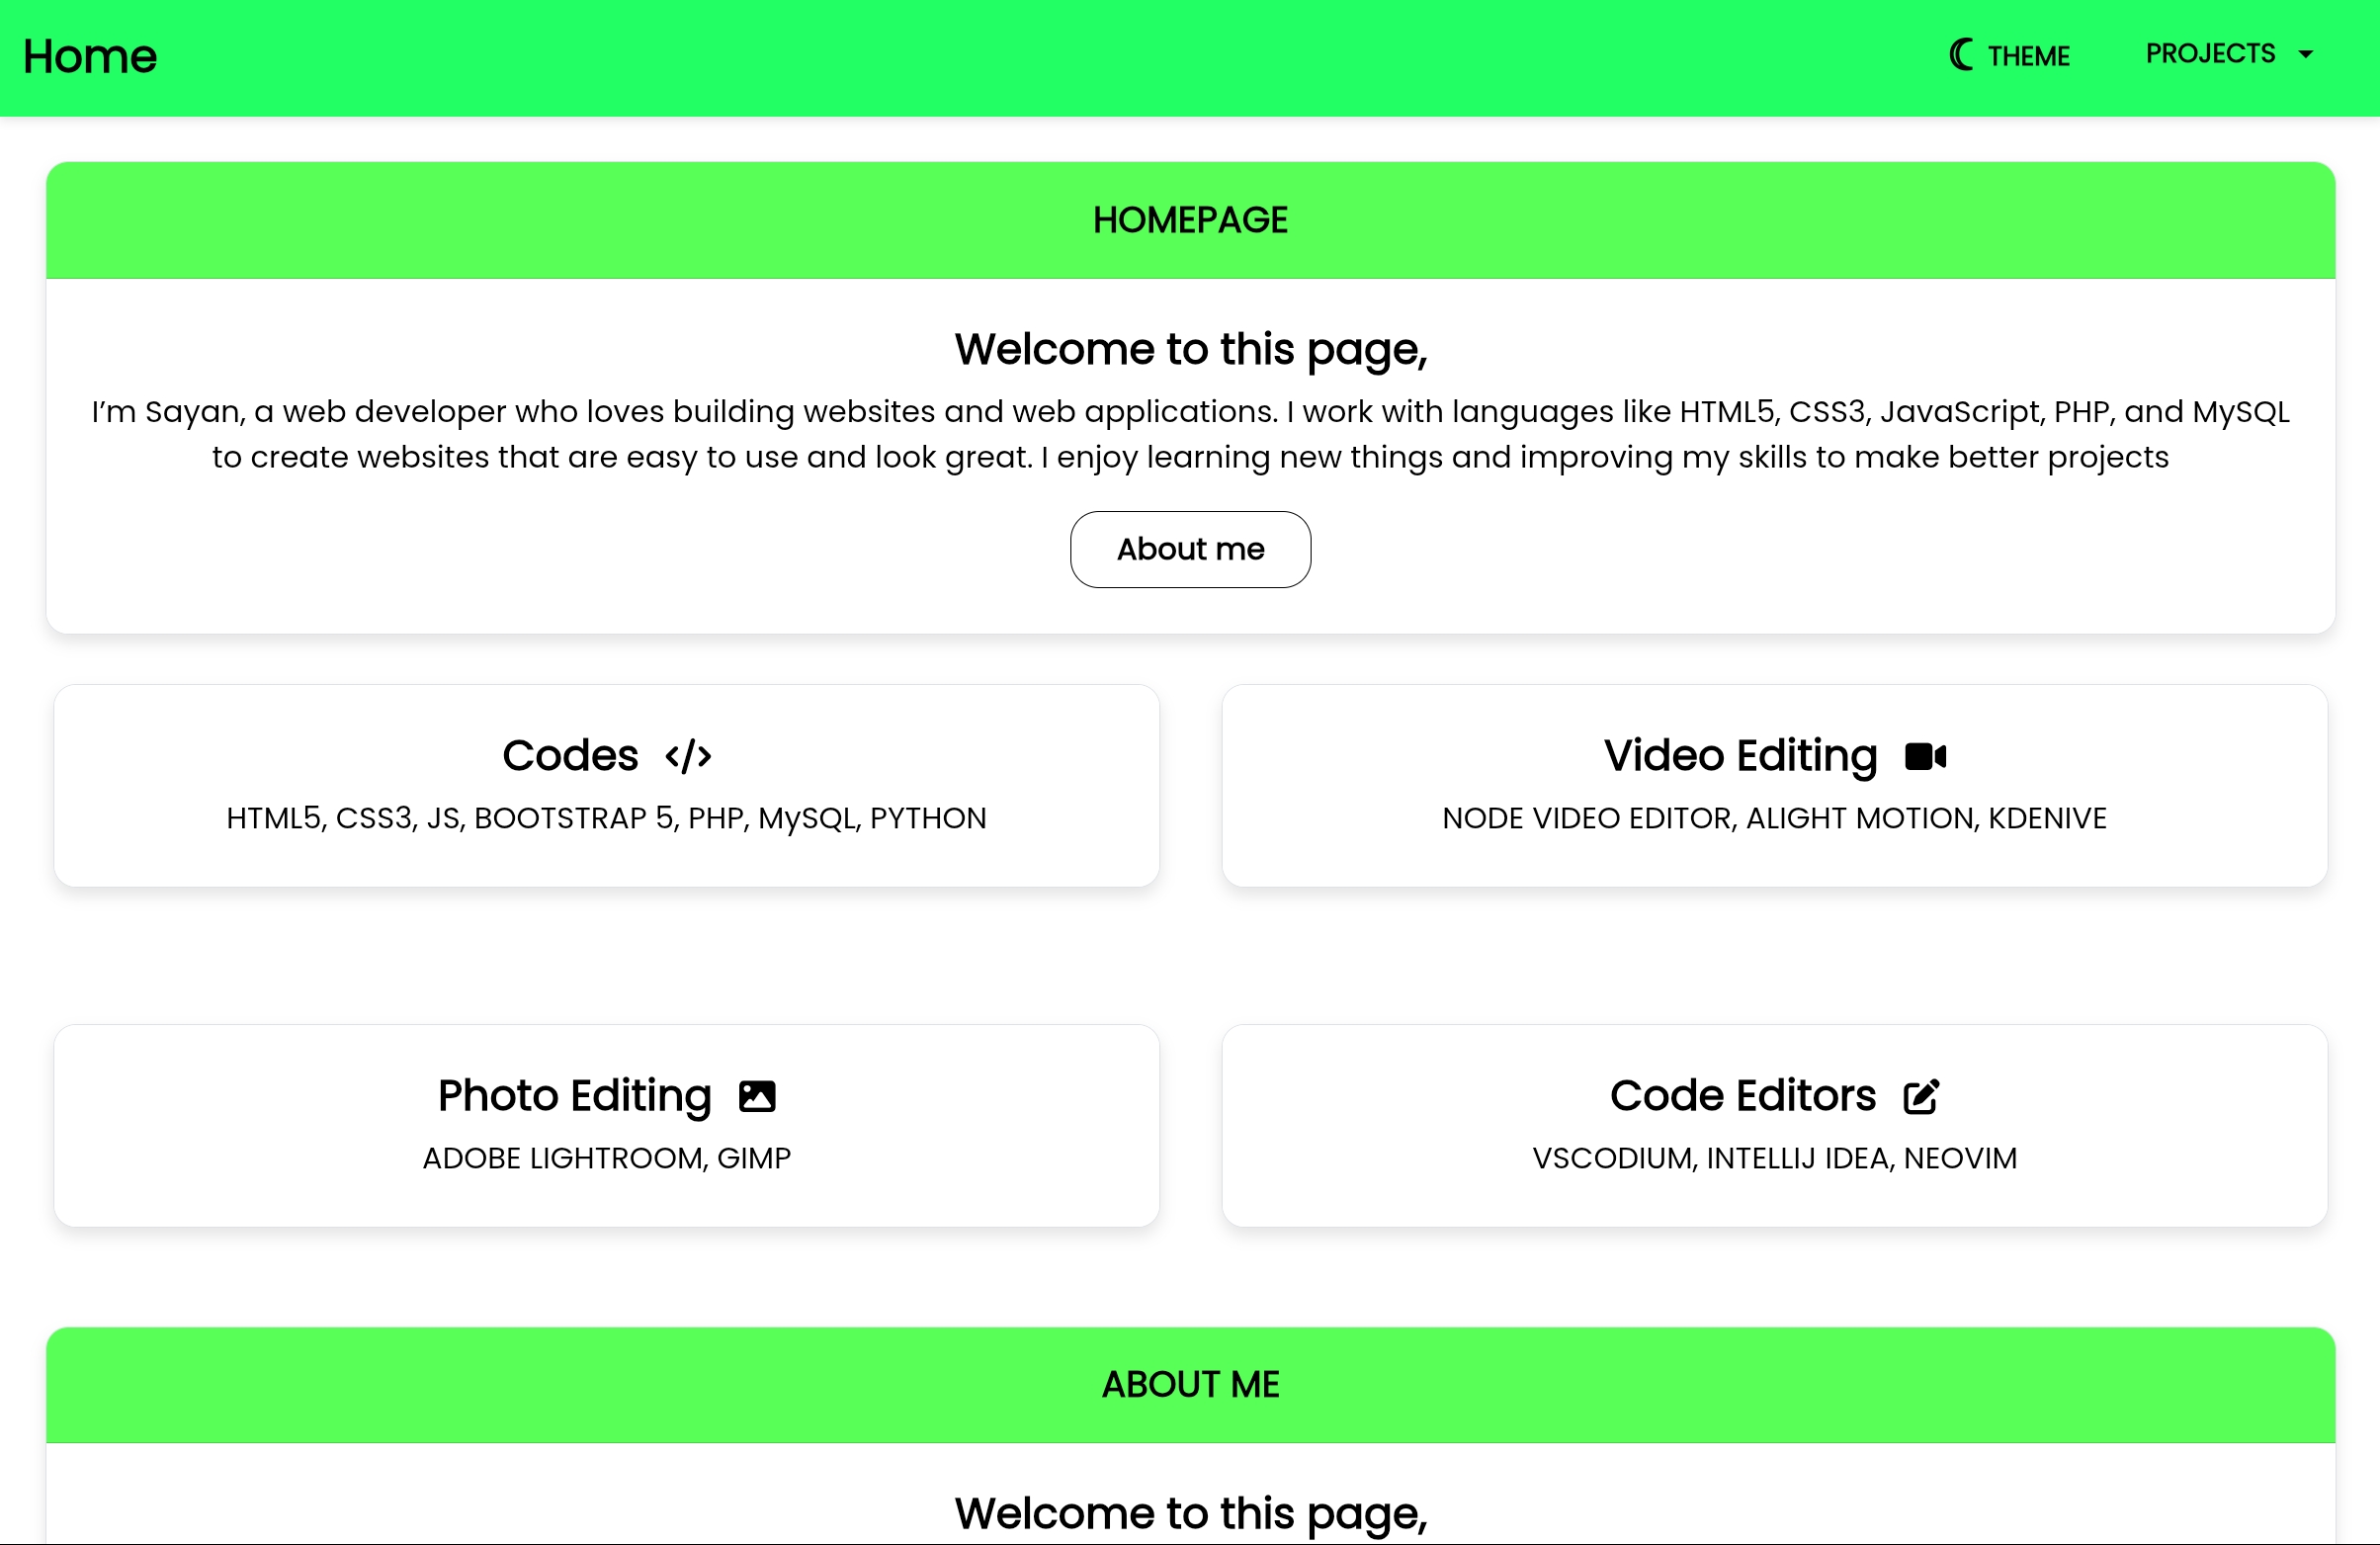 Home
THEME
PROJECTS
HOMEPAGE
Welcome to this page,
I’m Sayan, a web developer who loves building websites and web applications. I work with languages like HTML5, CSS3, JavaScript, PHP, and MySQL
to create websites that are easy to use and look great. I enjoy learning new things and improving my skills to make better projects
About me
Codes
HTML5, CSS3, JS, BOOTSTRAP 5, PHP, MySQL, PYTHON
Video Editing
NODE VIDEO EDITOR, ALIGHT MOTION, KDENIVE
Photo Editing
ADOBE LIGHTROOM, GIMP
Code Editors
VSCODIUM, INTELLIJ IDEA, NEOVIM
ABOUT ME
Welcome to this page,